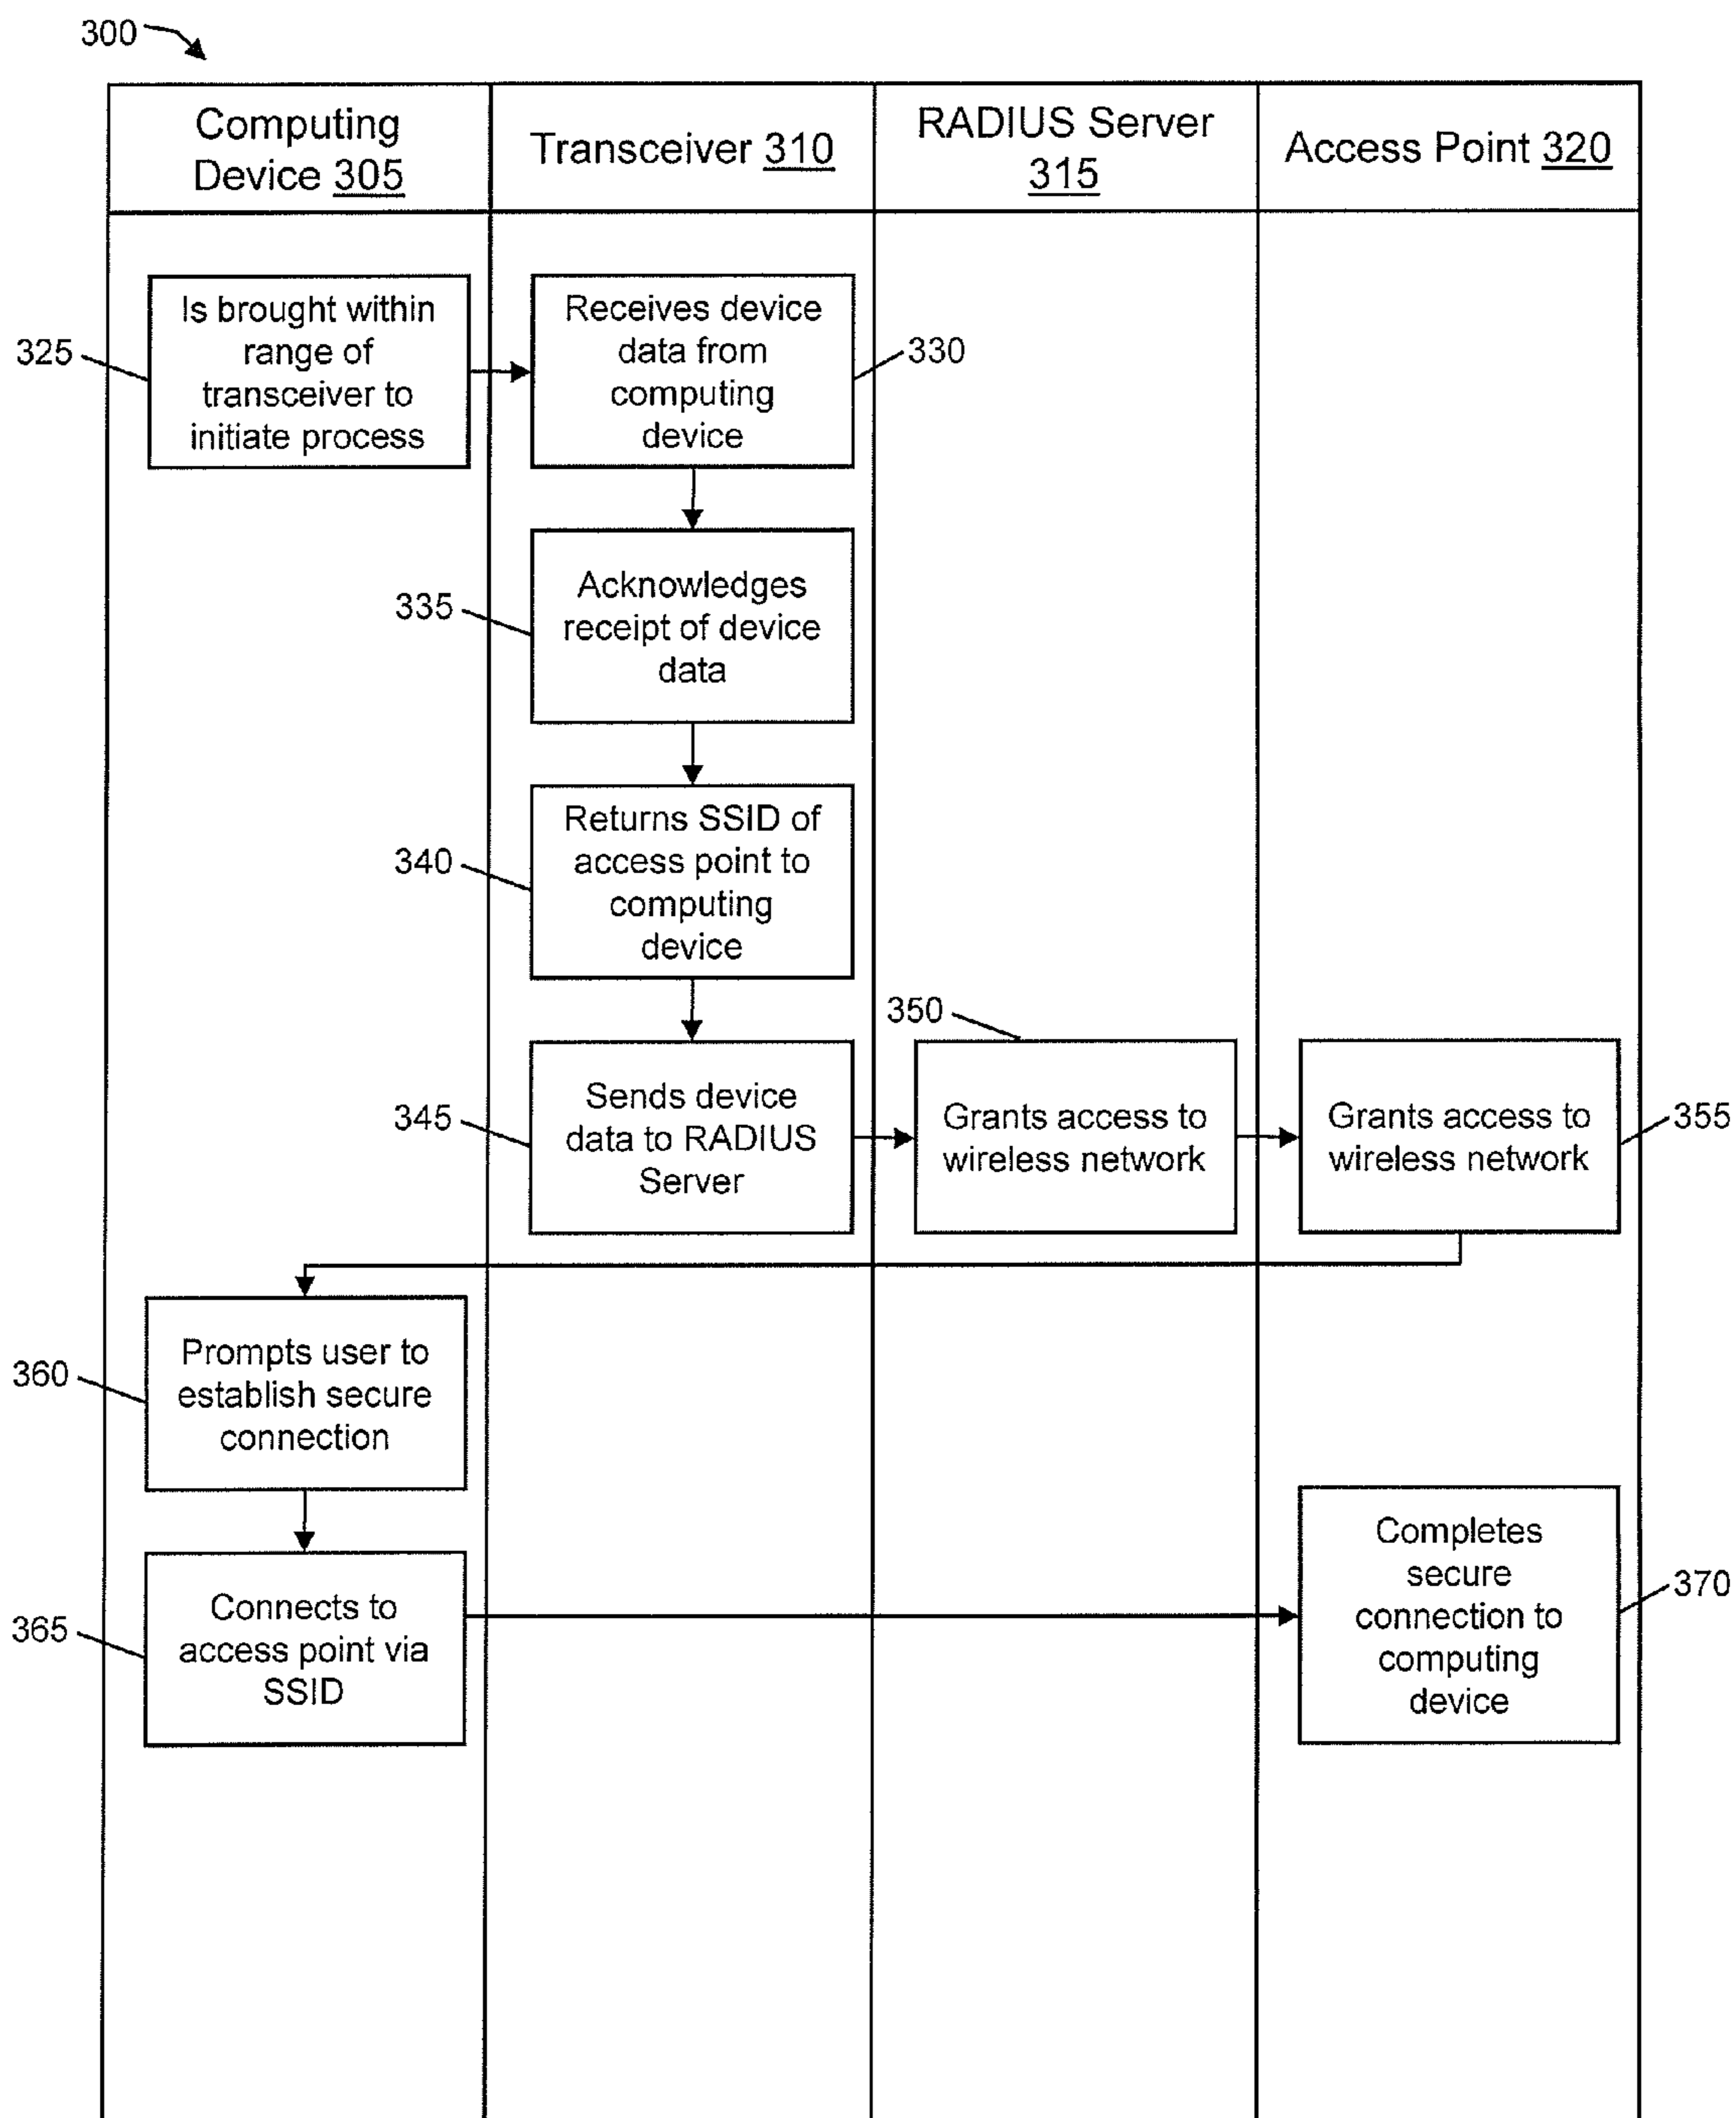 300
Computing
Device 305
Transceiver 310
RADIUS Server
315
Access Point 320
325
Is brought within
range of
transceiver to
initiate process
Receives device
data from
computing
device
330
335
Acknowledges
receipt of device
data
340
Returns SSID of
access point to
computing
device
345
Sends device
data to RADIUS
Server
350
Grants access to
wireless network
Grants access to
wireless network
355
360
Prompts user to
establish secure
connection
365
Connects to
access point via
SSID
Completes
secure
connection to
computing
device
370